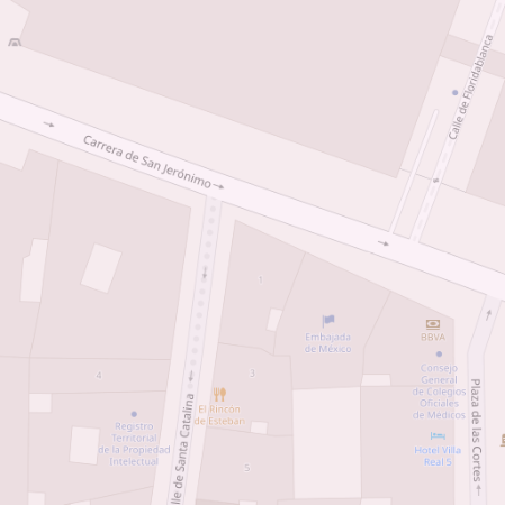 Calle de Floridablanca
Carrera de San Jerónimo
1
Embajada
de México
BBVA
Consejo
General
de Colegios
Oficiales
de Médicos
4
3
El Rincón
de Esteban
Registro
Territorial
de la Propiedad
Intelectual
lle de Santa Catalina
Plaza de las Cortes
Hotel Villa
Real 5
5